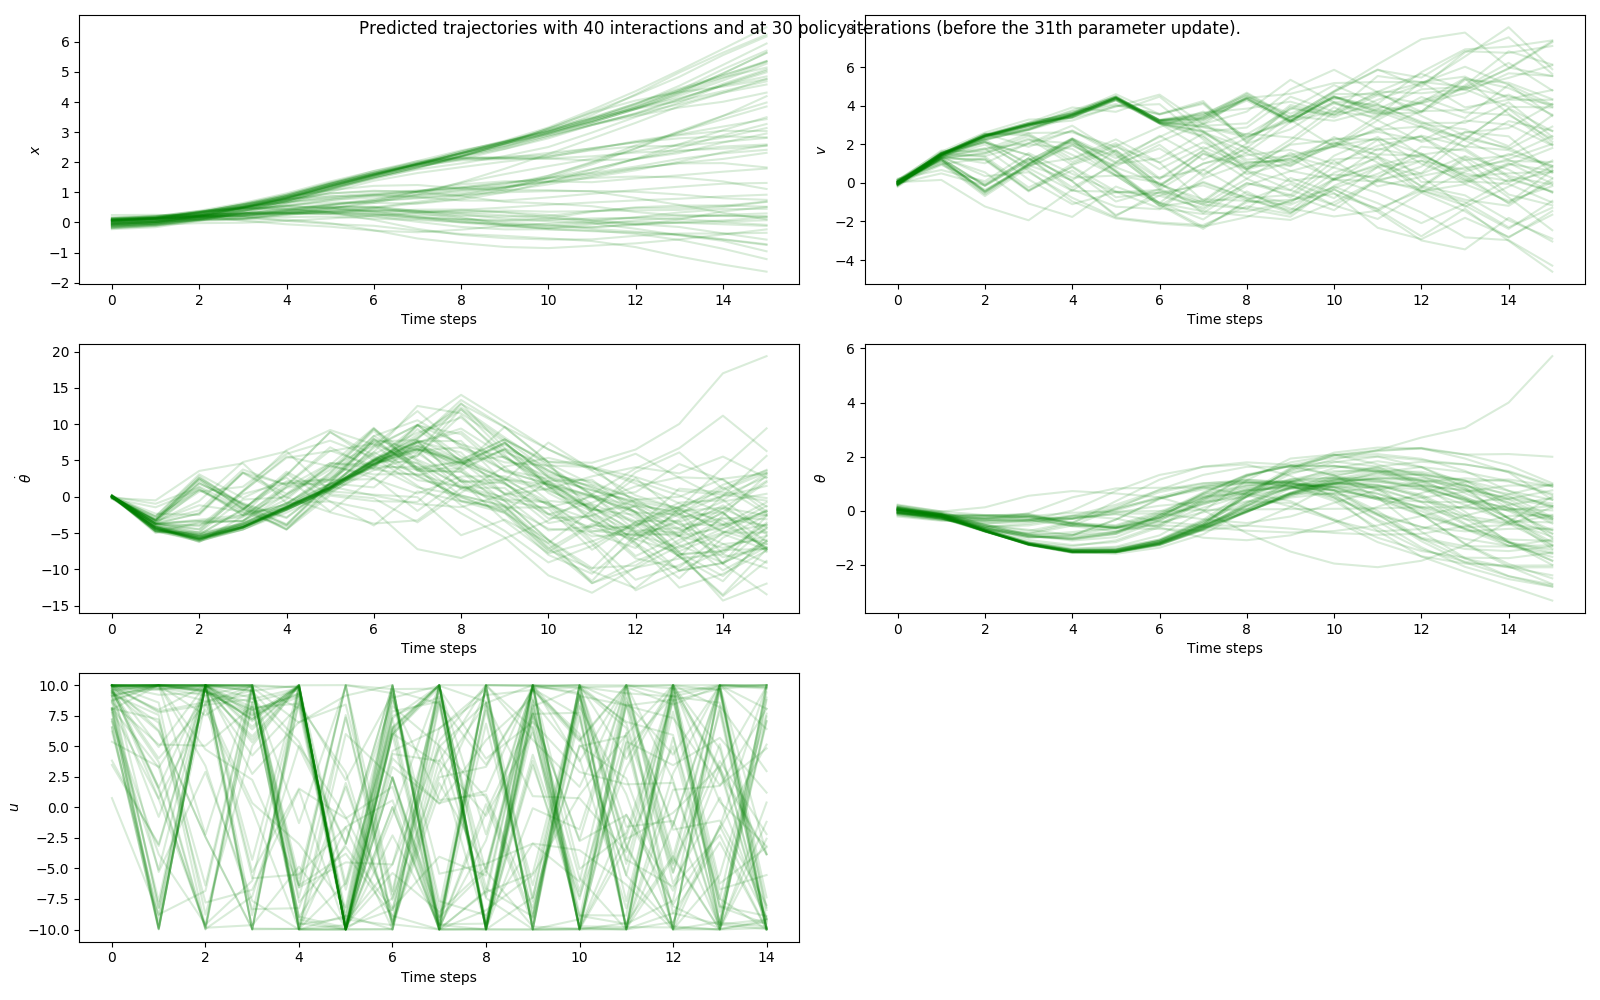 Predicted trajectories with 40 interactions and at 30 policy iterations (before the 31th parameter update).
6
5
4
3
2
1
0
−1
−2
x
0 2 4 6 8 10 12 14
Time steps
8
6
4
2
0
−2
−4
v
0 2 4 6 8 10 12 14
Time steps
20
15
10
5
0
−5
−10
−15
θ̇
0 2 4 6 8 10 12 14
Time steps
6
4
2
0
−2
θ
0 2 4 6 8 10 12 14
Time steps
10.0
7.5
5.0
2.5
0.0
−2.5
−5.0
−7.5
−10.0
u
0 2 4 6 8 10 12 14
Time steps